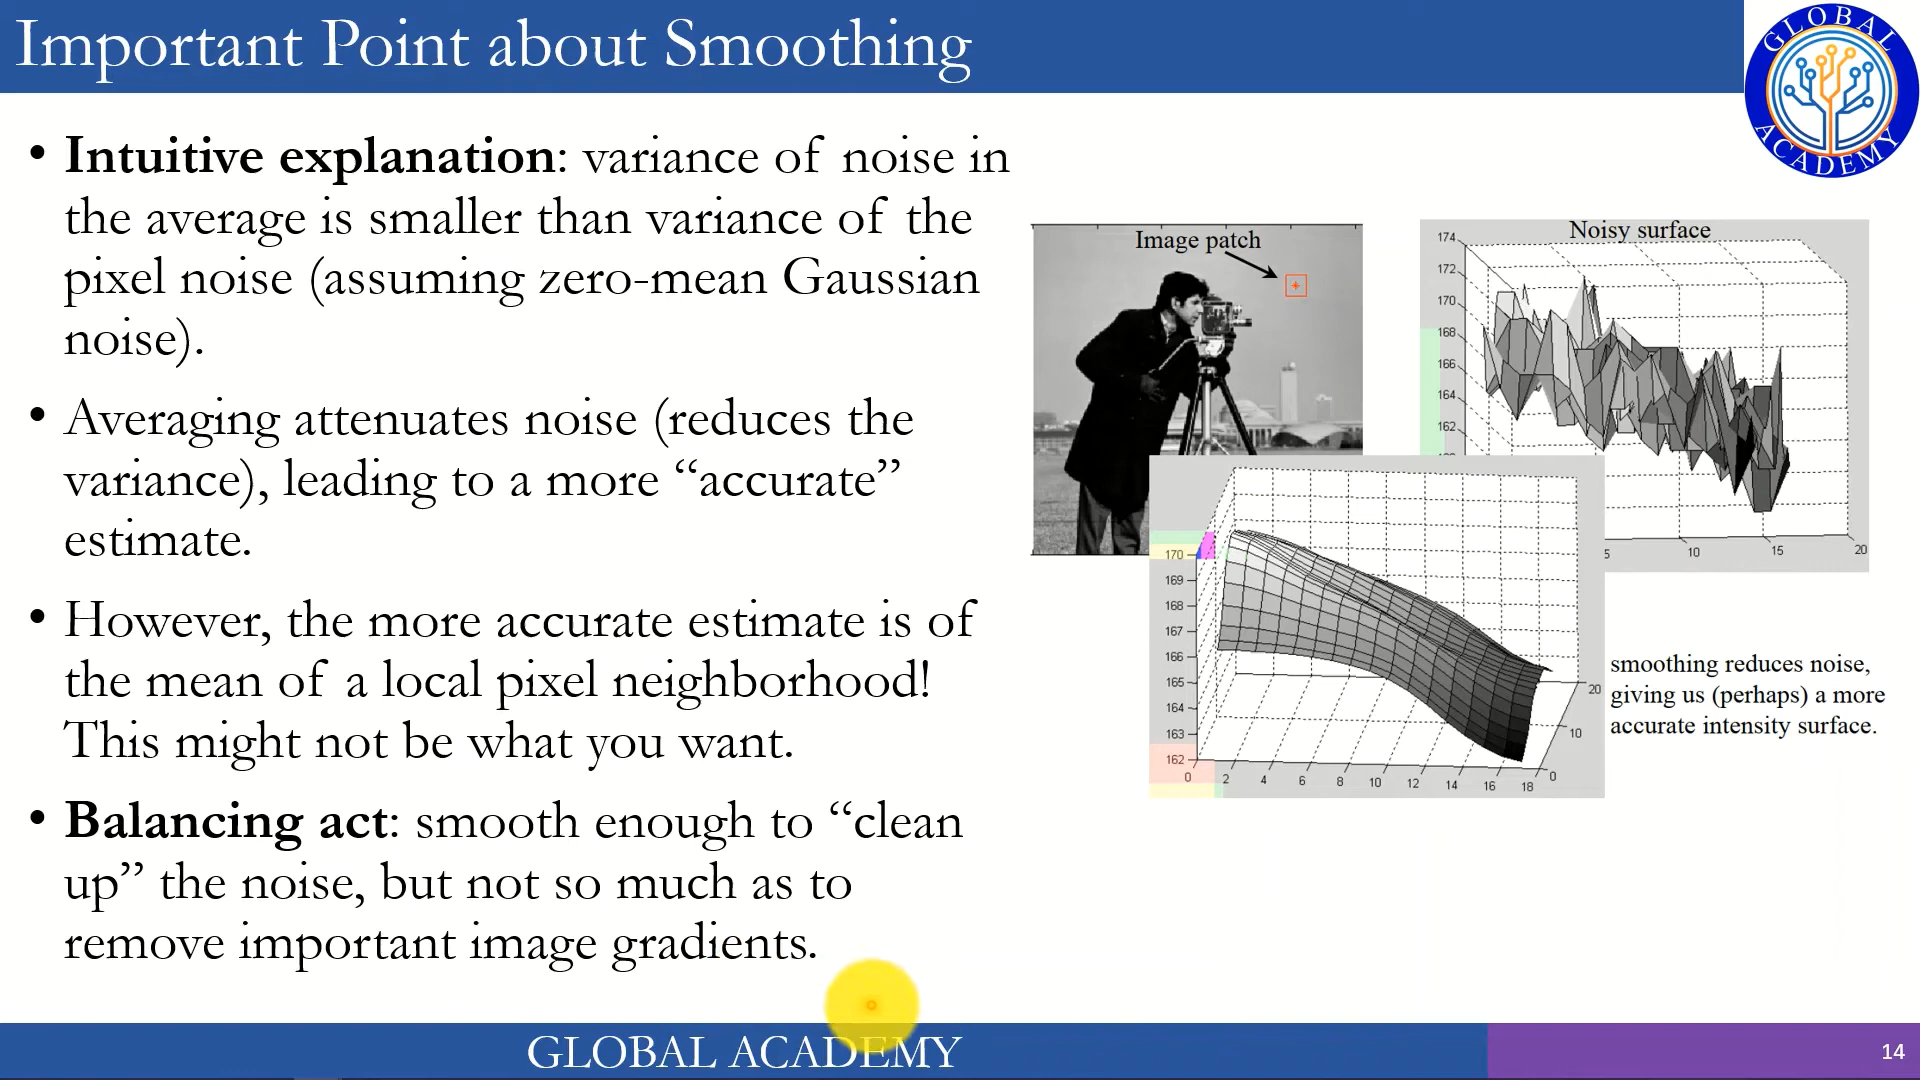 Important Point about Smoothing
GLOBAL
ACADEMY
• Intuitive explanation: variance of noise in
the average is smaller than variance of the
pixel noise (assuming zero-mean Gaussian
noise).
• Averaging attenuates noise (reduces the
variance), leading to a more “accurate”
estimate.
• However, the more accurate estimate is of
the mean of a local pixel neighborhood!
This might not be what you want.
• Balancing act: smooth enough to “clean
up” the noise, but not so much as to
remove important image gradients.
Image patch
Noisy surface
174
172
170
168
166
164
162
5 10 15 20
170
169
168
167
166
165
164
163
162
0 2 4 6 8 10 12 14 16 18
0
10
20
smoothing reduces noise,
giving us (perhaps) a more
accurate intensity surface.
GLOBAL ACADEMY
14